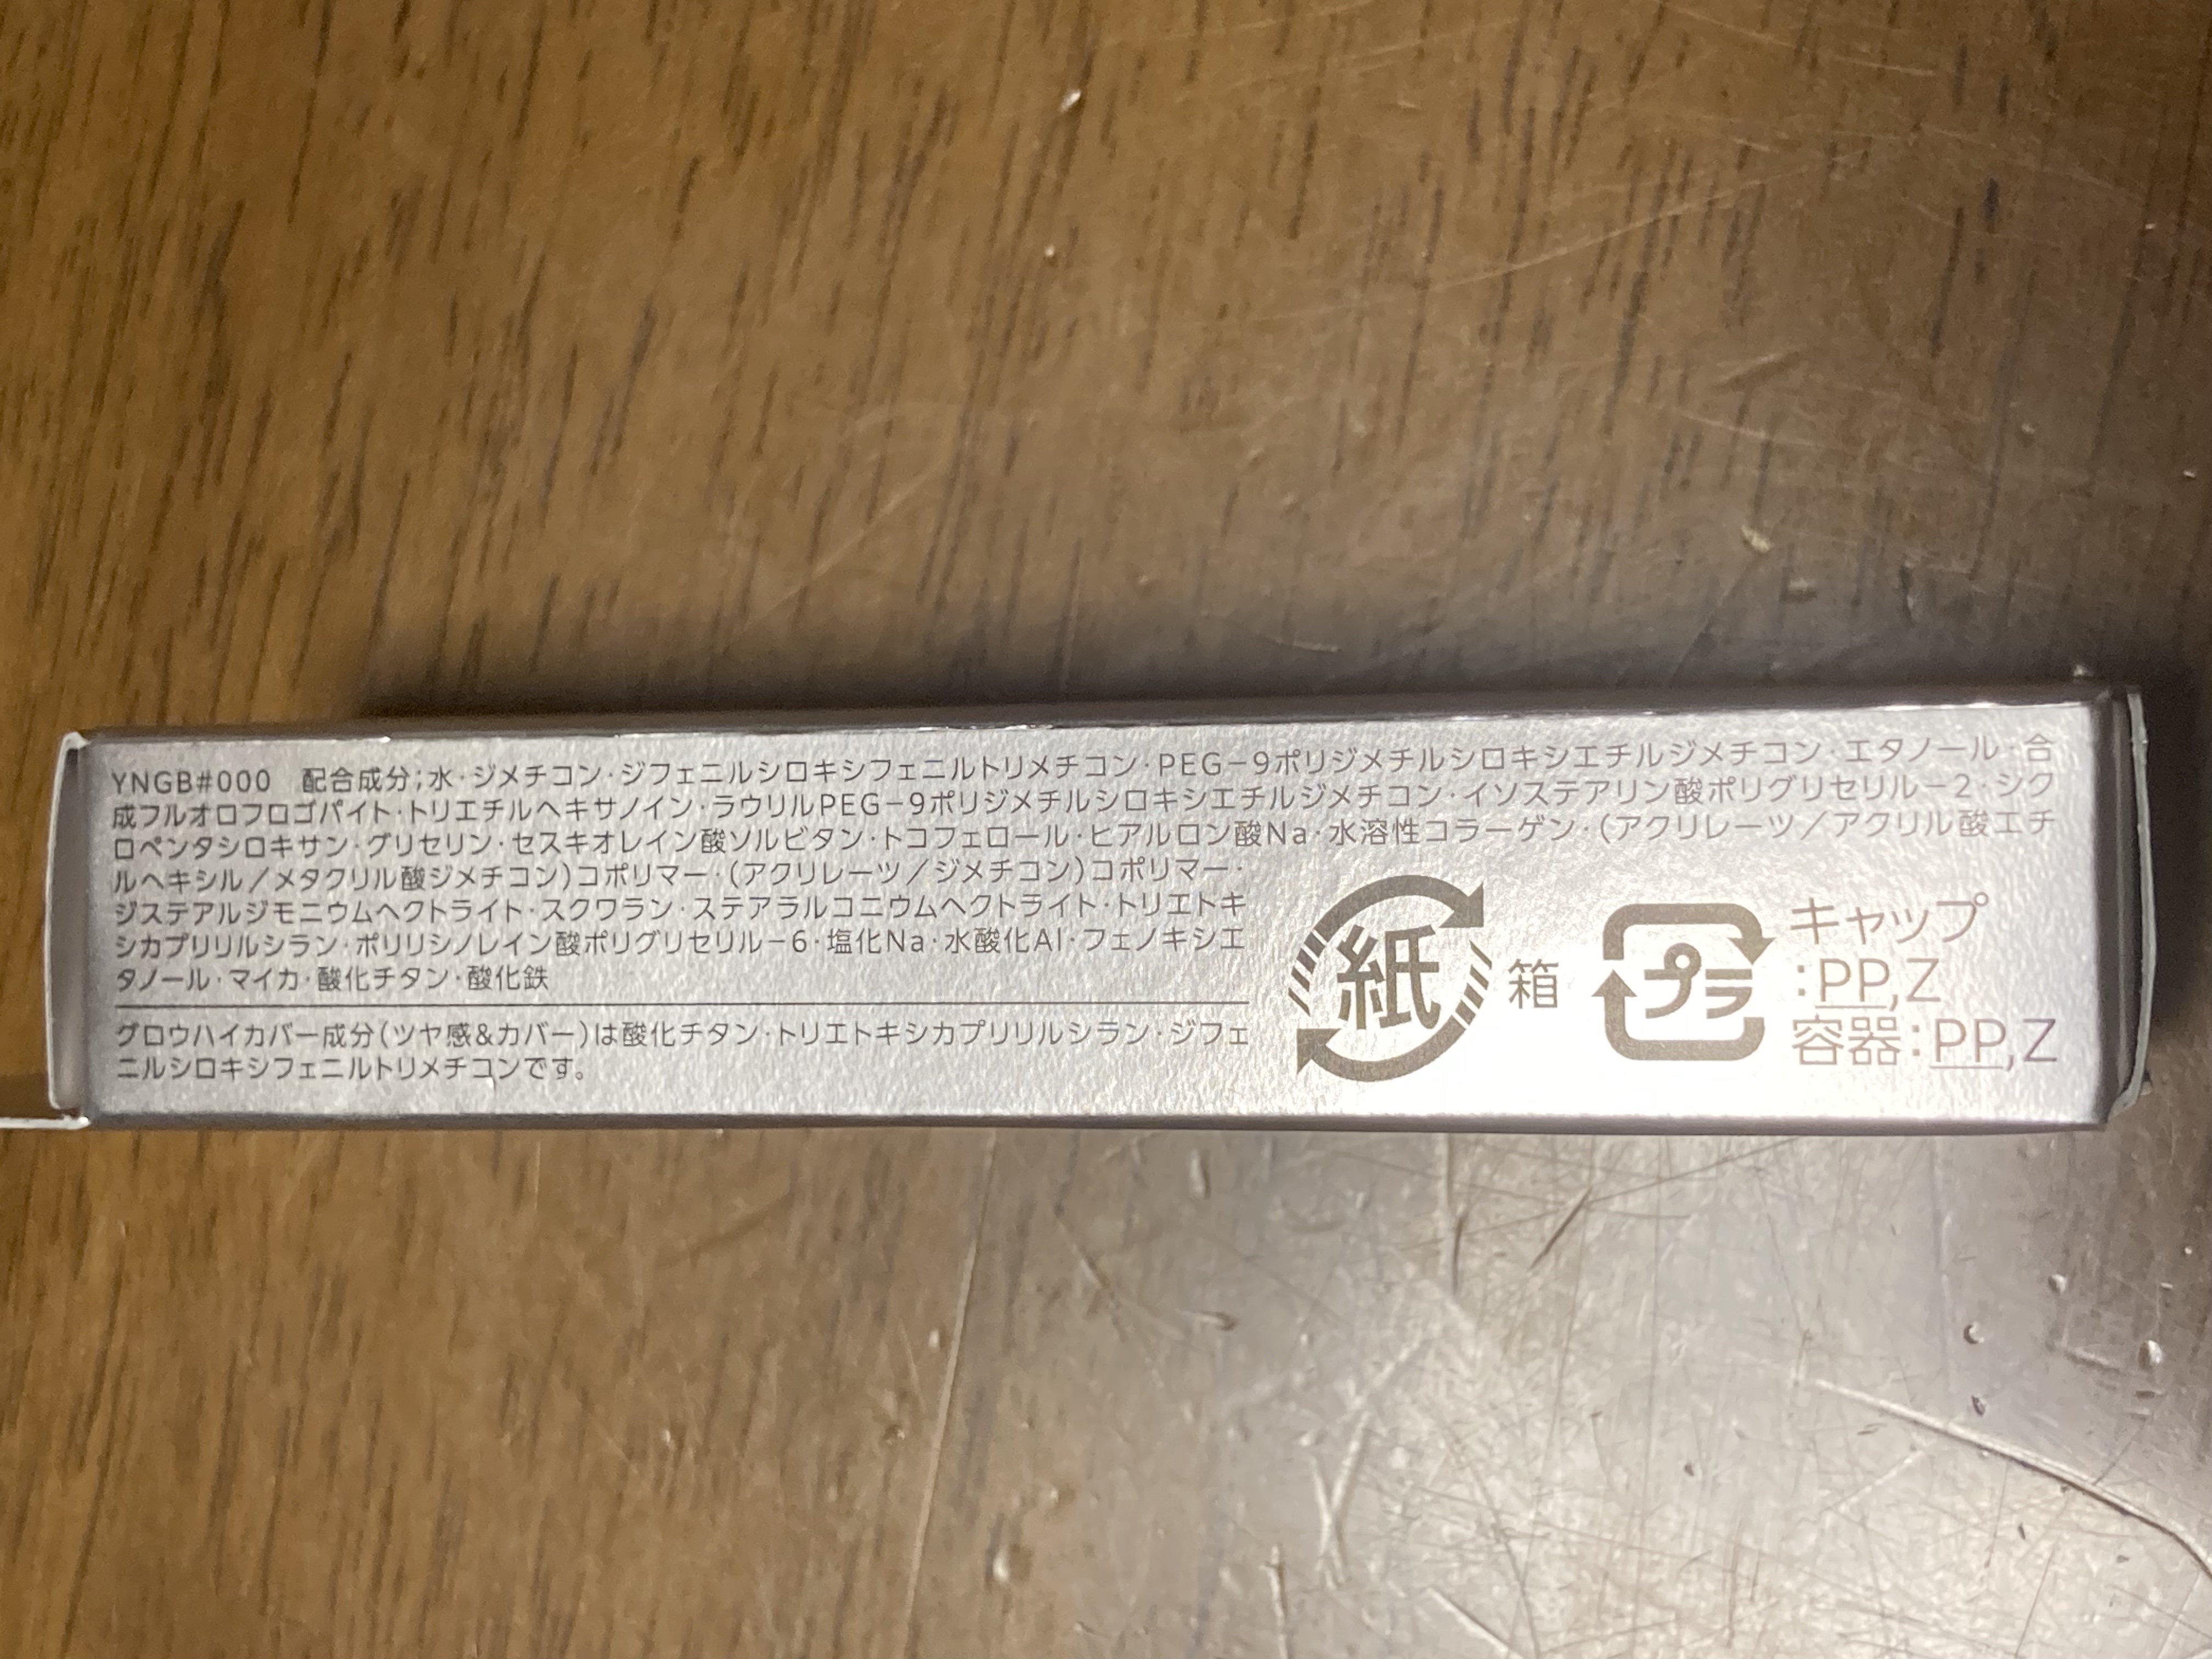 YNGB#000　配合成分;水･ジメチコン･ジフェニルシロキシフェニルトリメチコン･PEG−9ポリジメチルシロキシエチルジメチコン･エタノール･合
成フルオロフロゴパイト･トリエチルヘキサノイン･ラウリルPEG−9ポリジメチルシロキシエチルジメチコン･イソステアリン酸ポリグリセリル−2･シク
ロペンタシロキサン･グリセリン･セスキオレイン酸ソルビタン･トコフェロール･ヒアルロン酸Na･水溶性コラーゲン･(アクリレーツ／アクリル酸エチ
ルヘキシル／メタクリル酸ジメチコン)コポリマー･(アクリレーツ／ジメチコン)コポリマー･
ジステアルジモニウムヘクトライト･スクワラン･ステアラルコニウムヘクトライト･トリエトキ
シカプリリルシラン･ポリリシノレイン酸ポリグリセリル−6･塩化Na･水酸化Al･フェノキシエ
タノール･マイカ･酸化チタン･酸化鉄
グロウハイカバー成分(ツヤ感&カバー)は酸化チタン･トリエトキシカプリリルシラン･ジフェ
ニルシロキシフェニルトリメチコンです。
紙
箱
プラ
キャップ
:PP,Z
容器:PP,Z